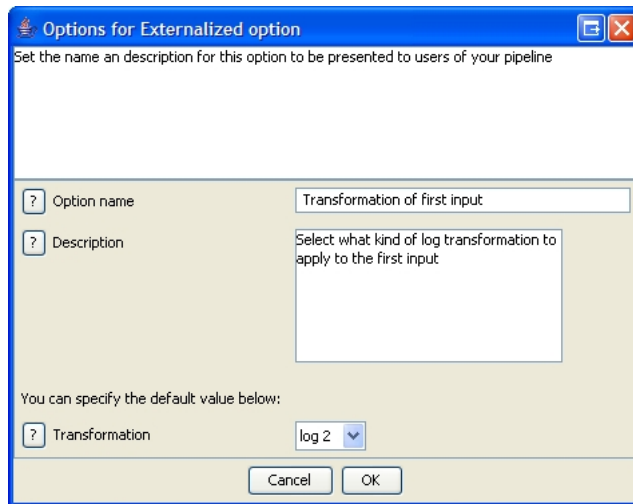 Options for Externalized option
Set the name an description for this option to be presented to users of your pipeline
? Option name
Transformation of first input
? Description
Select what kind of log transformation to
apply to the first input
You can specify the default value below:
? Transformation
log 2
Cancel OK